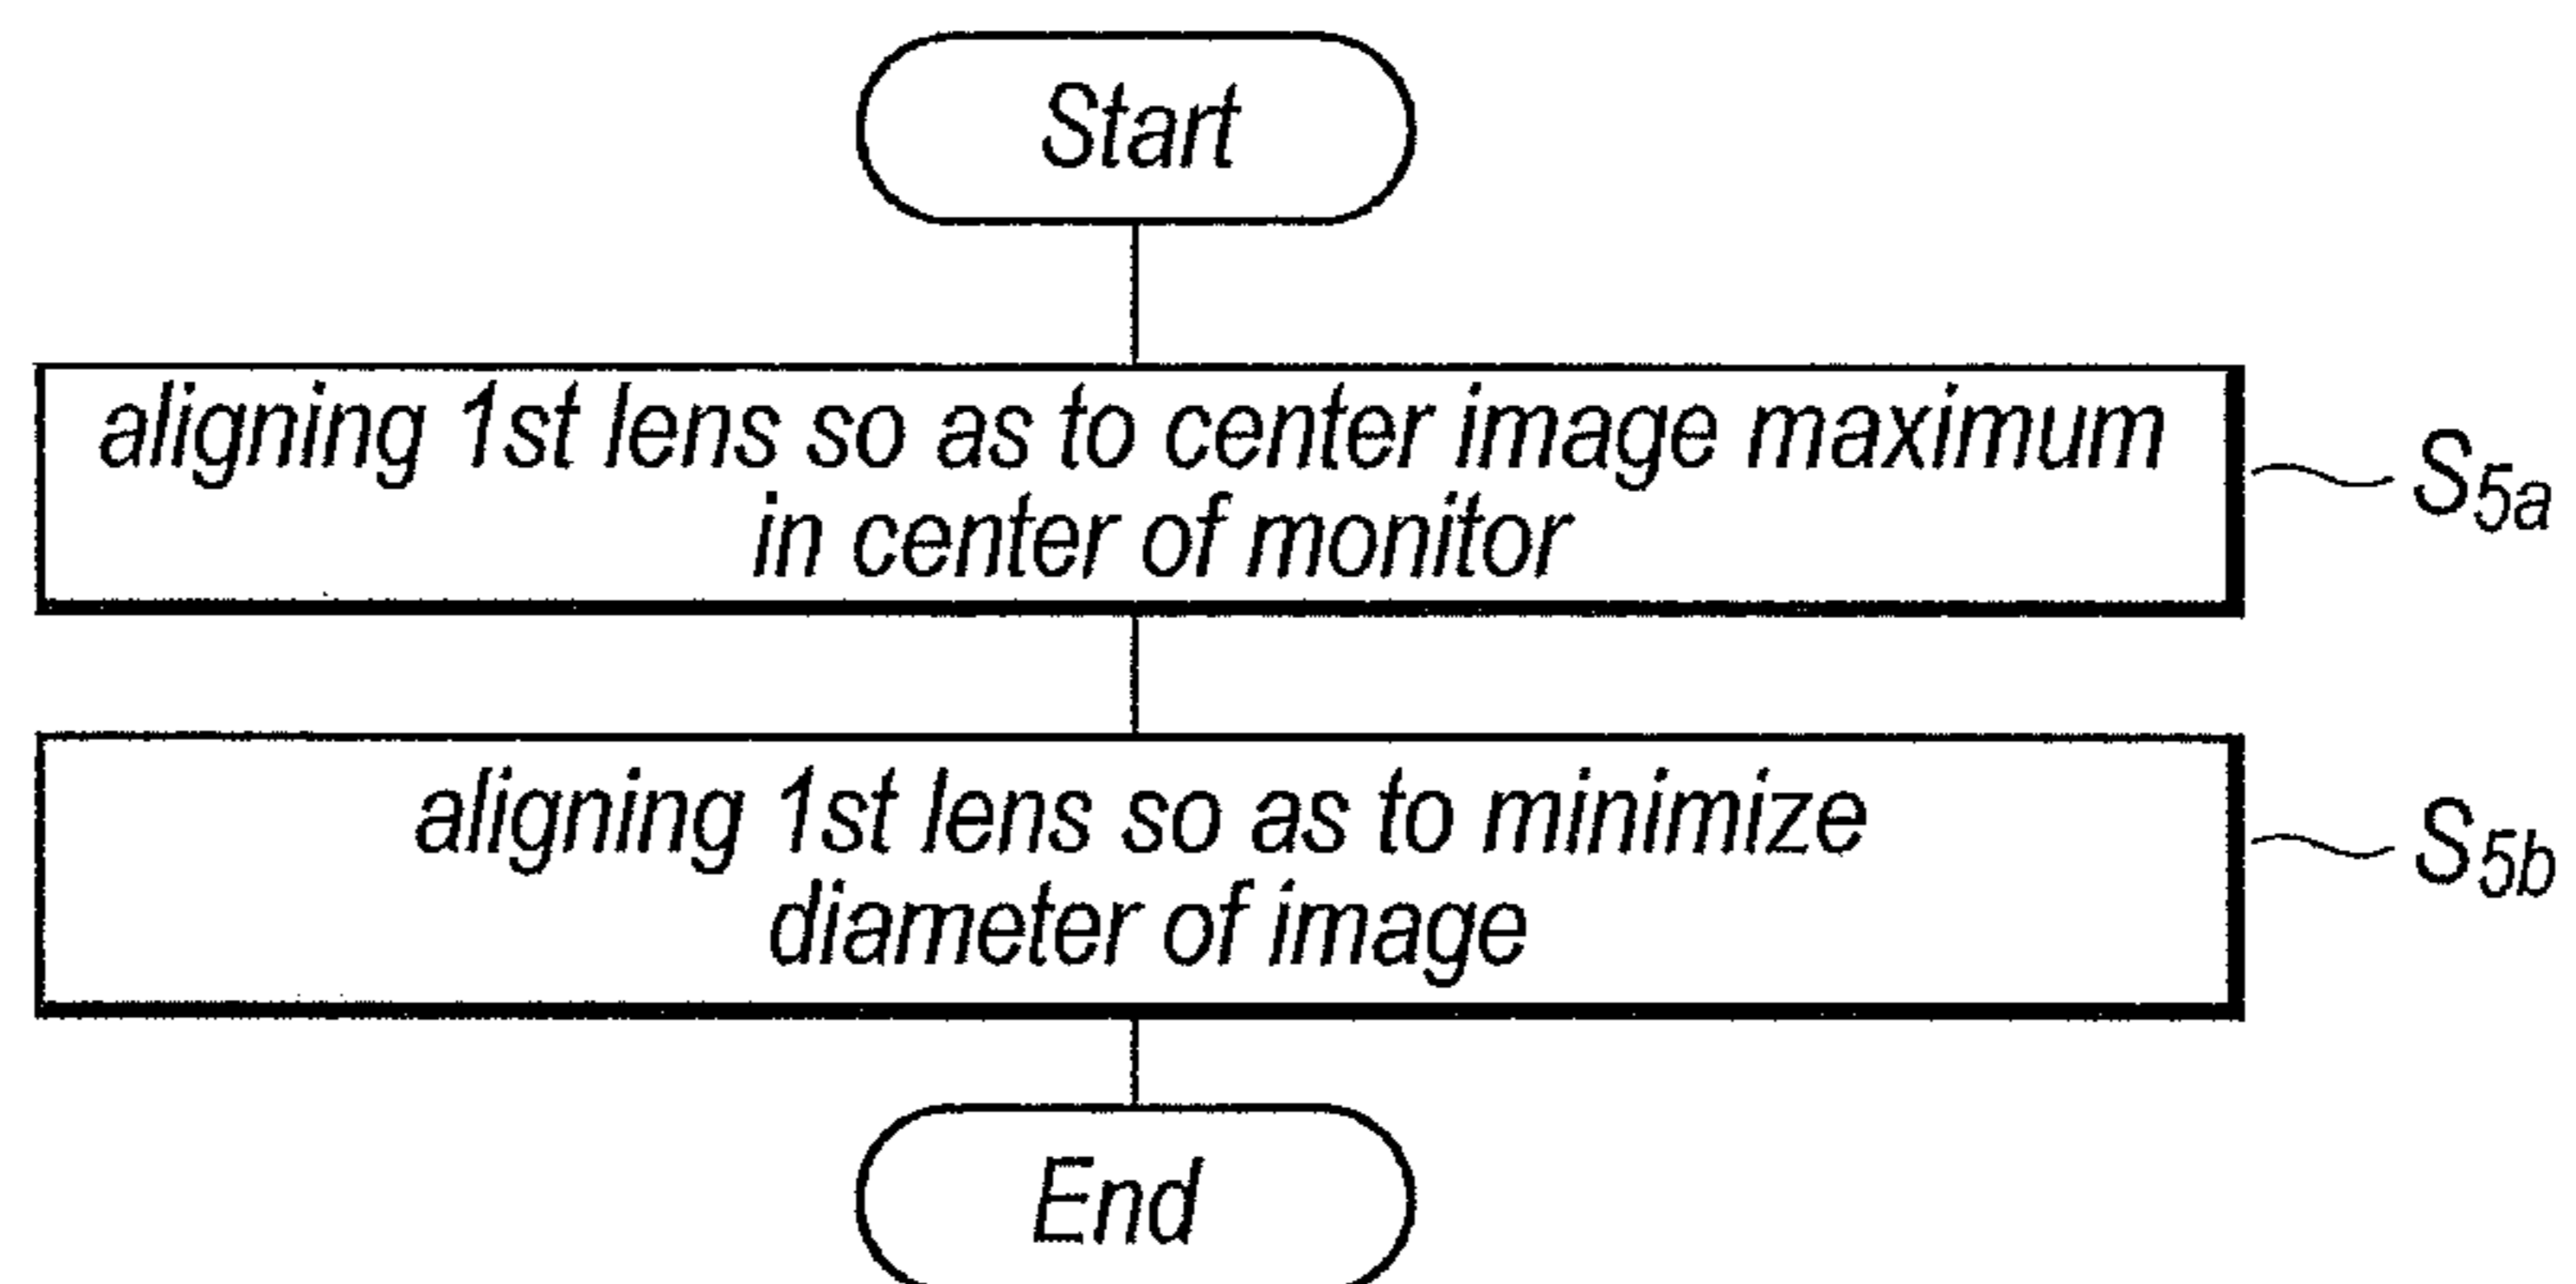 Start
aligning 1st lens so as to center image maximum
in center of monitor
S5a
aligning 1st lens so as to minimize
diameter of image
S5b
End